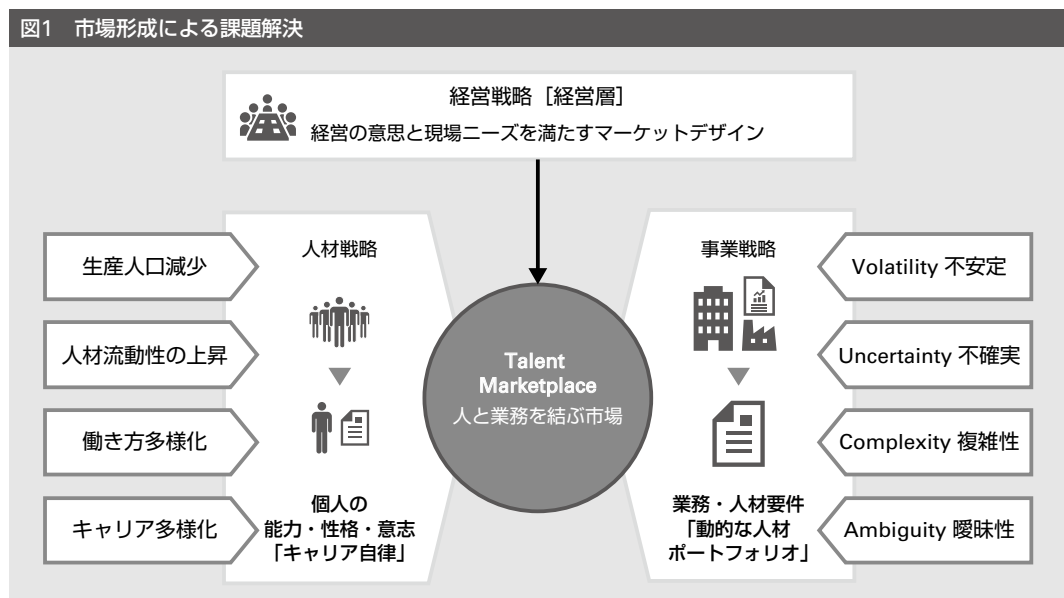 図1　市場形成による課題解決
経営戦略［経営層］
経営の意思と現場ニーズを満たすマーケットデザイン
生産人口減少
人材流動性の上昇
働き方多様化
キャリア多様化
人材戦略
個人の
能力・性格・意志
「キャリア自律」
Talent
Marketplace
人と業務を結ぶ市場
事業戦略
業務・人材要件
「動的な人材
ポートフォリオ」
Volatility 不安定
Uncertainty 不確実
Complexity 複雑性
Ambiguity 曖昧性